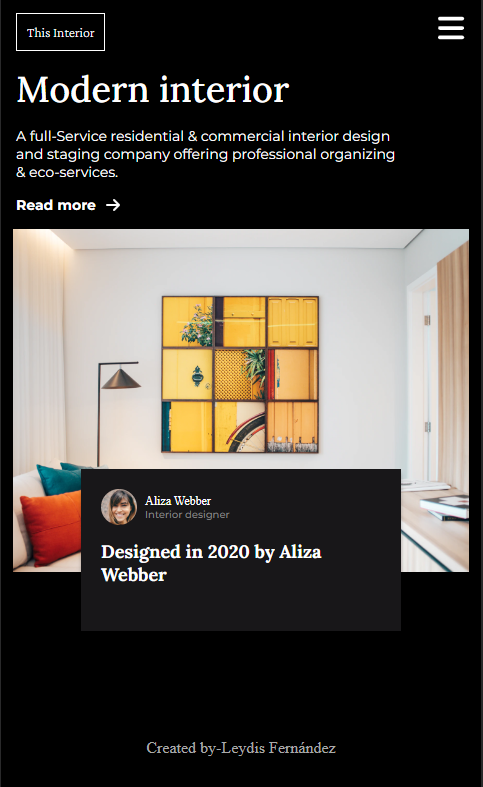 This Interior
Modern interior
A full-Service residential & commercial interior design
and staging company offering professional organizing
& eco-services.
Read more
Aliza Webber
Interior designer
Designed in 2020 by Aliza
Webber
Created by-Leydis Fernández